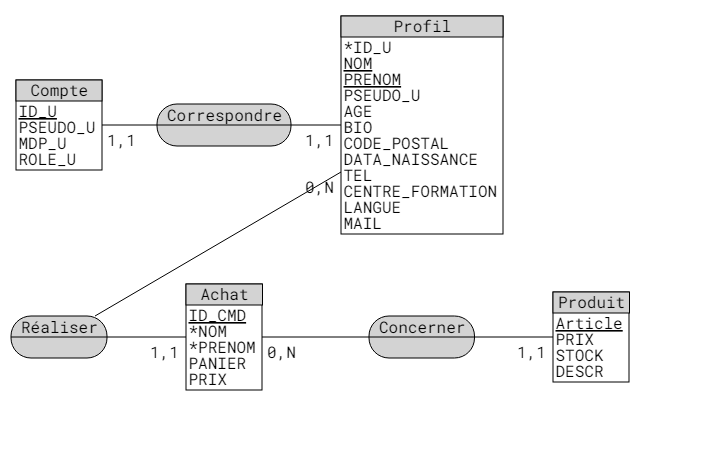 Profil
*ID_U
NOM
PRENOM
PSEUDO_U
AGE
BIO
CODE_POSTAL
DATA_NAISSANCE
TEL
CENTRE_FORMATION
LANGUE
MAIL
Compte
ID_U
PSEUDO_U
MDP_U
ROLE_U
1,1
Correspondre
1,1
0,N
Réaliser
1,1
Achat
ID_CMD
*NOM
*PRENOM
PANIER
PRIX
0,N
Concerner
1,1
Produit
Article
PRIX
STOCK
DESCR